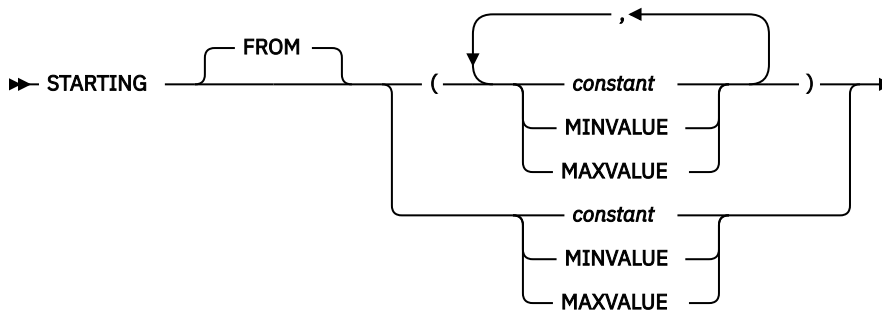 ,
FROM
STARTING ( constant )
MINVALUE
MAXVALUE
constant
MINVALUE
MAXVALUE